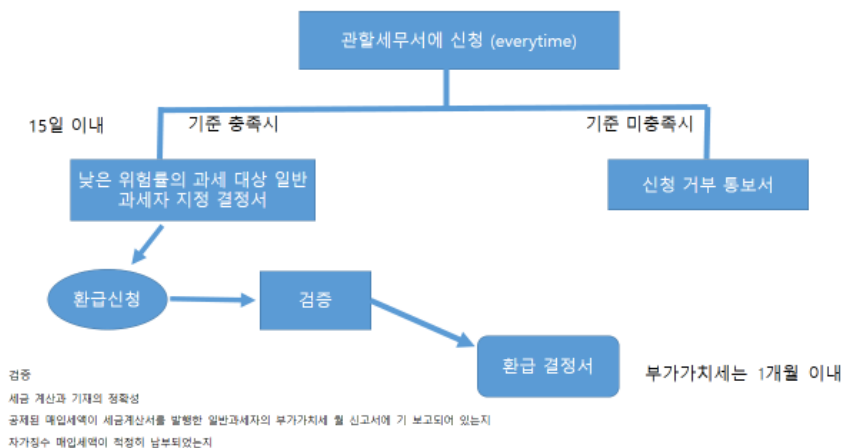 관할세무서에 신청 (everytime)
15일 이내
기준 충족시
기준 미충족시
낮은 위험률의 과세 대상 일반
과세자 지정 결정서
신청 거부 통보서
환급신청
검증
환급 결정서
부가가치세는 1개월 이내
검증
세금 계산과 기재의 정확성
공제된 매입세액이 세금계산서를 발행한 일반과세자의 부가가치세 월 신고서에 기 보고되어 있는지
자가징수 매입세액이 적정히 납부되었는지